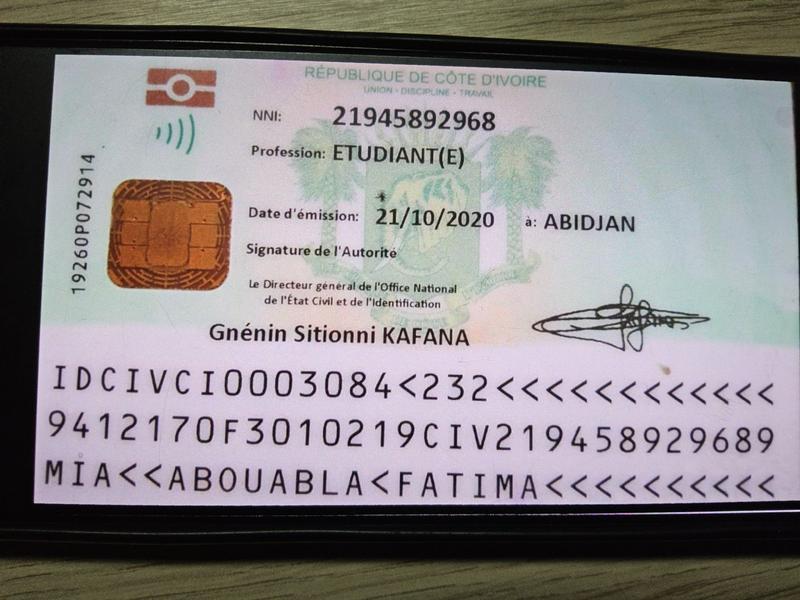 RÉPUBLIQUE DE CÔTE D'IVOIRE
UNION - DISCIPLINE - TRAVAIL
NNI: 21945892968
Profession: ETUDIANT(E)
19260P072914
Date d'émission: 21/10/2020 à: ABIDJAN
Signature de l'Autorité
Le Directeur général de l'Office National
de l'État Civil et de l'Identification
Gnénin Sitionni KAFANA
IDCIVCI0003084<232<<<<<<<<<<<<
9412170F3010219CIV219458929689
MIA<<ABOUABLA<FATIMA<<<<<<<<<<